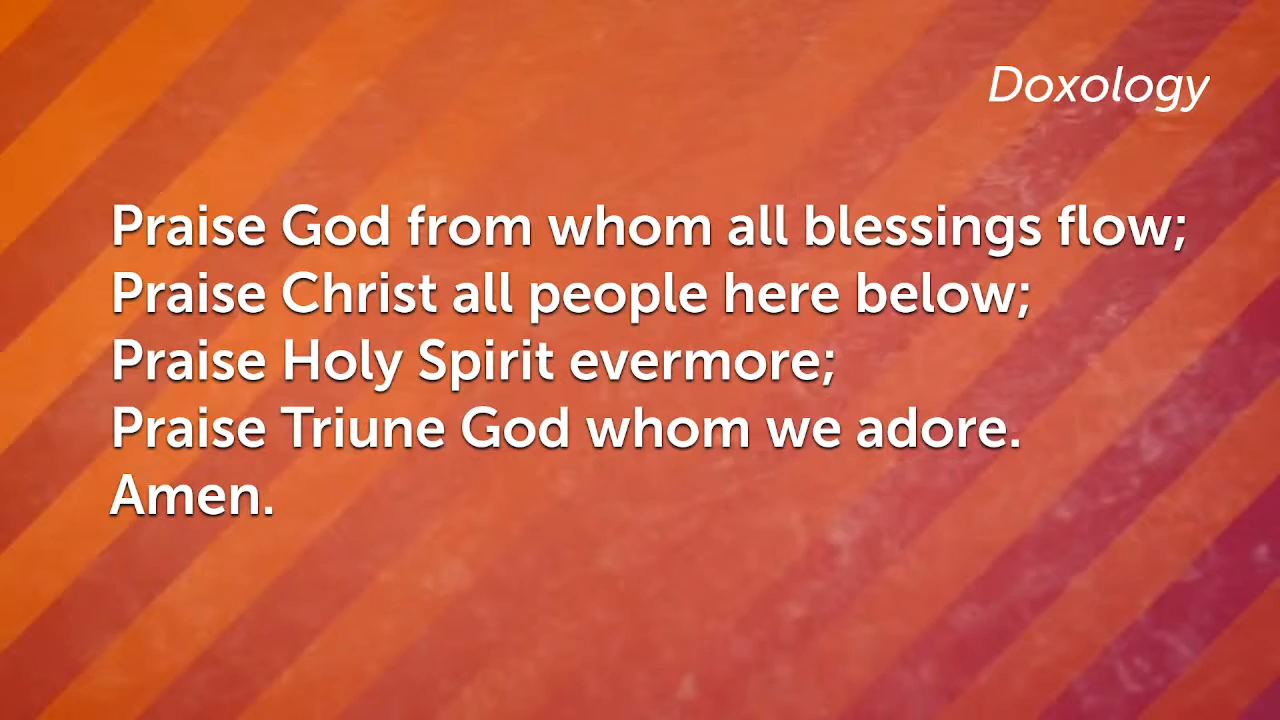 Doxology
Praise God from whom all blessings flow;
Praise Christ all people here below;
Praise Holy Spirit evermore;
Praise Triune God whom we adore.
Amen.